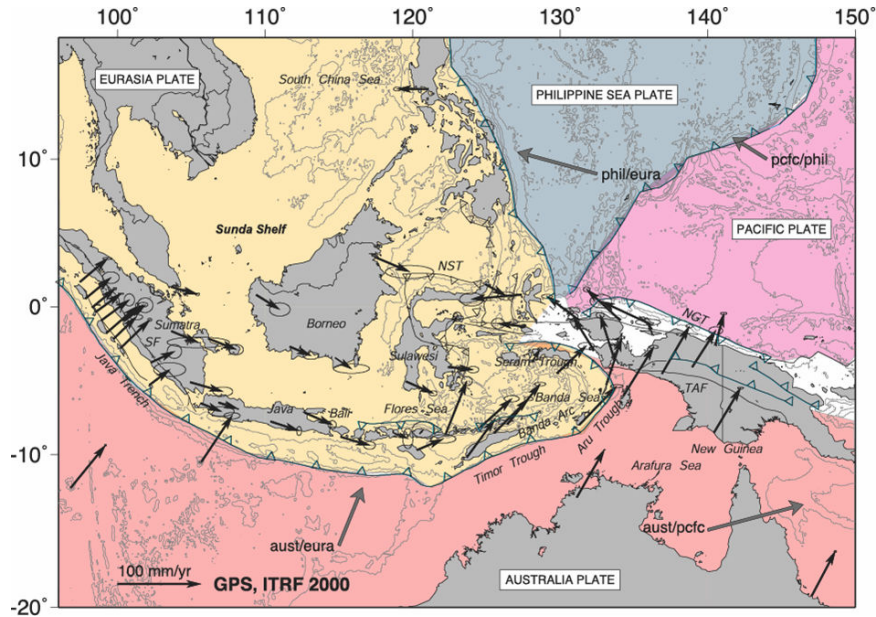 100° 110° 120° 130° 140° 150°
EURASIA PLATE
South China Sea
PHILIPPINE SEA PLATE
10°
phil/eura
pcfc/phil
Sunda Shelf
PACIFIC PLATE
NST
0°
NGT
Sumatra
SF
Borneo
Sulawesi
Seram Trough
Java Trench
TAF
Java
Bali
Flores Sea
Banda Sea
Banda Arc
Aru Trough
New Guinea
-10°
Timor Trough
Arafura Sea
aust/eura
aust/pcfc
100 mm/yr
GPS, ITRF 2000
AUSTRALIA PLATE
-20°